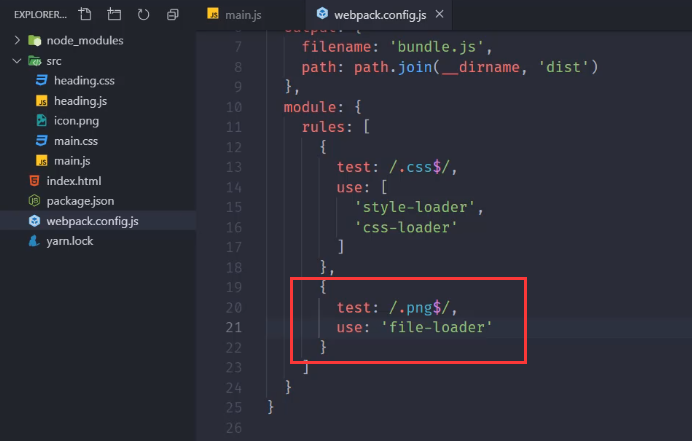 EXPLORER...
main.js
webpack.config.js
node_modules
src
heading.css
heading.js
icon.png
main.css
main.js
index.html
package.json
webpack.config.js
yarn.lock
7 filename: 'bundle.js',
8 path: path.join(__dirname, 'dist')
9 },
10 module: {
11 rules: [
12 {
13 test: /.css$/,
14 use: [
15 'style-loader',
16 'css-loader'
17 ]
18 },
19 {
20 test: /.png$/,
21 use: 'file-loader'
22 }
23 ]
24 }
25 }
26